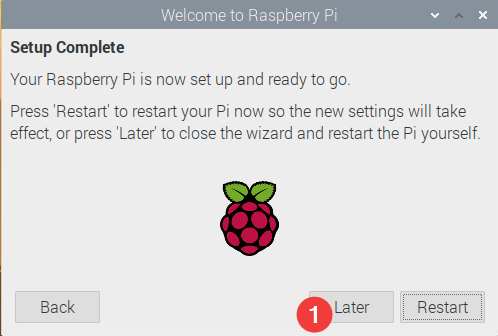 Welcome to Raspberry Pi
Setup Complete
Your Raspberry Pi is now set up and ready to go.
Press 'Restart' to restart your Pi now so the new settings will take
effect, or press 'Later' to close the wizard and restart the Pi yourself.
Back
1
Later
Restart